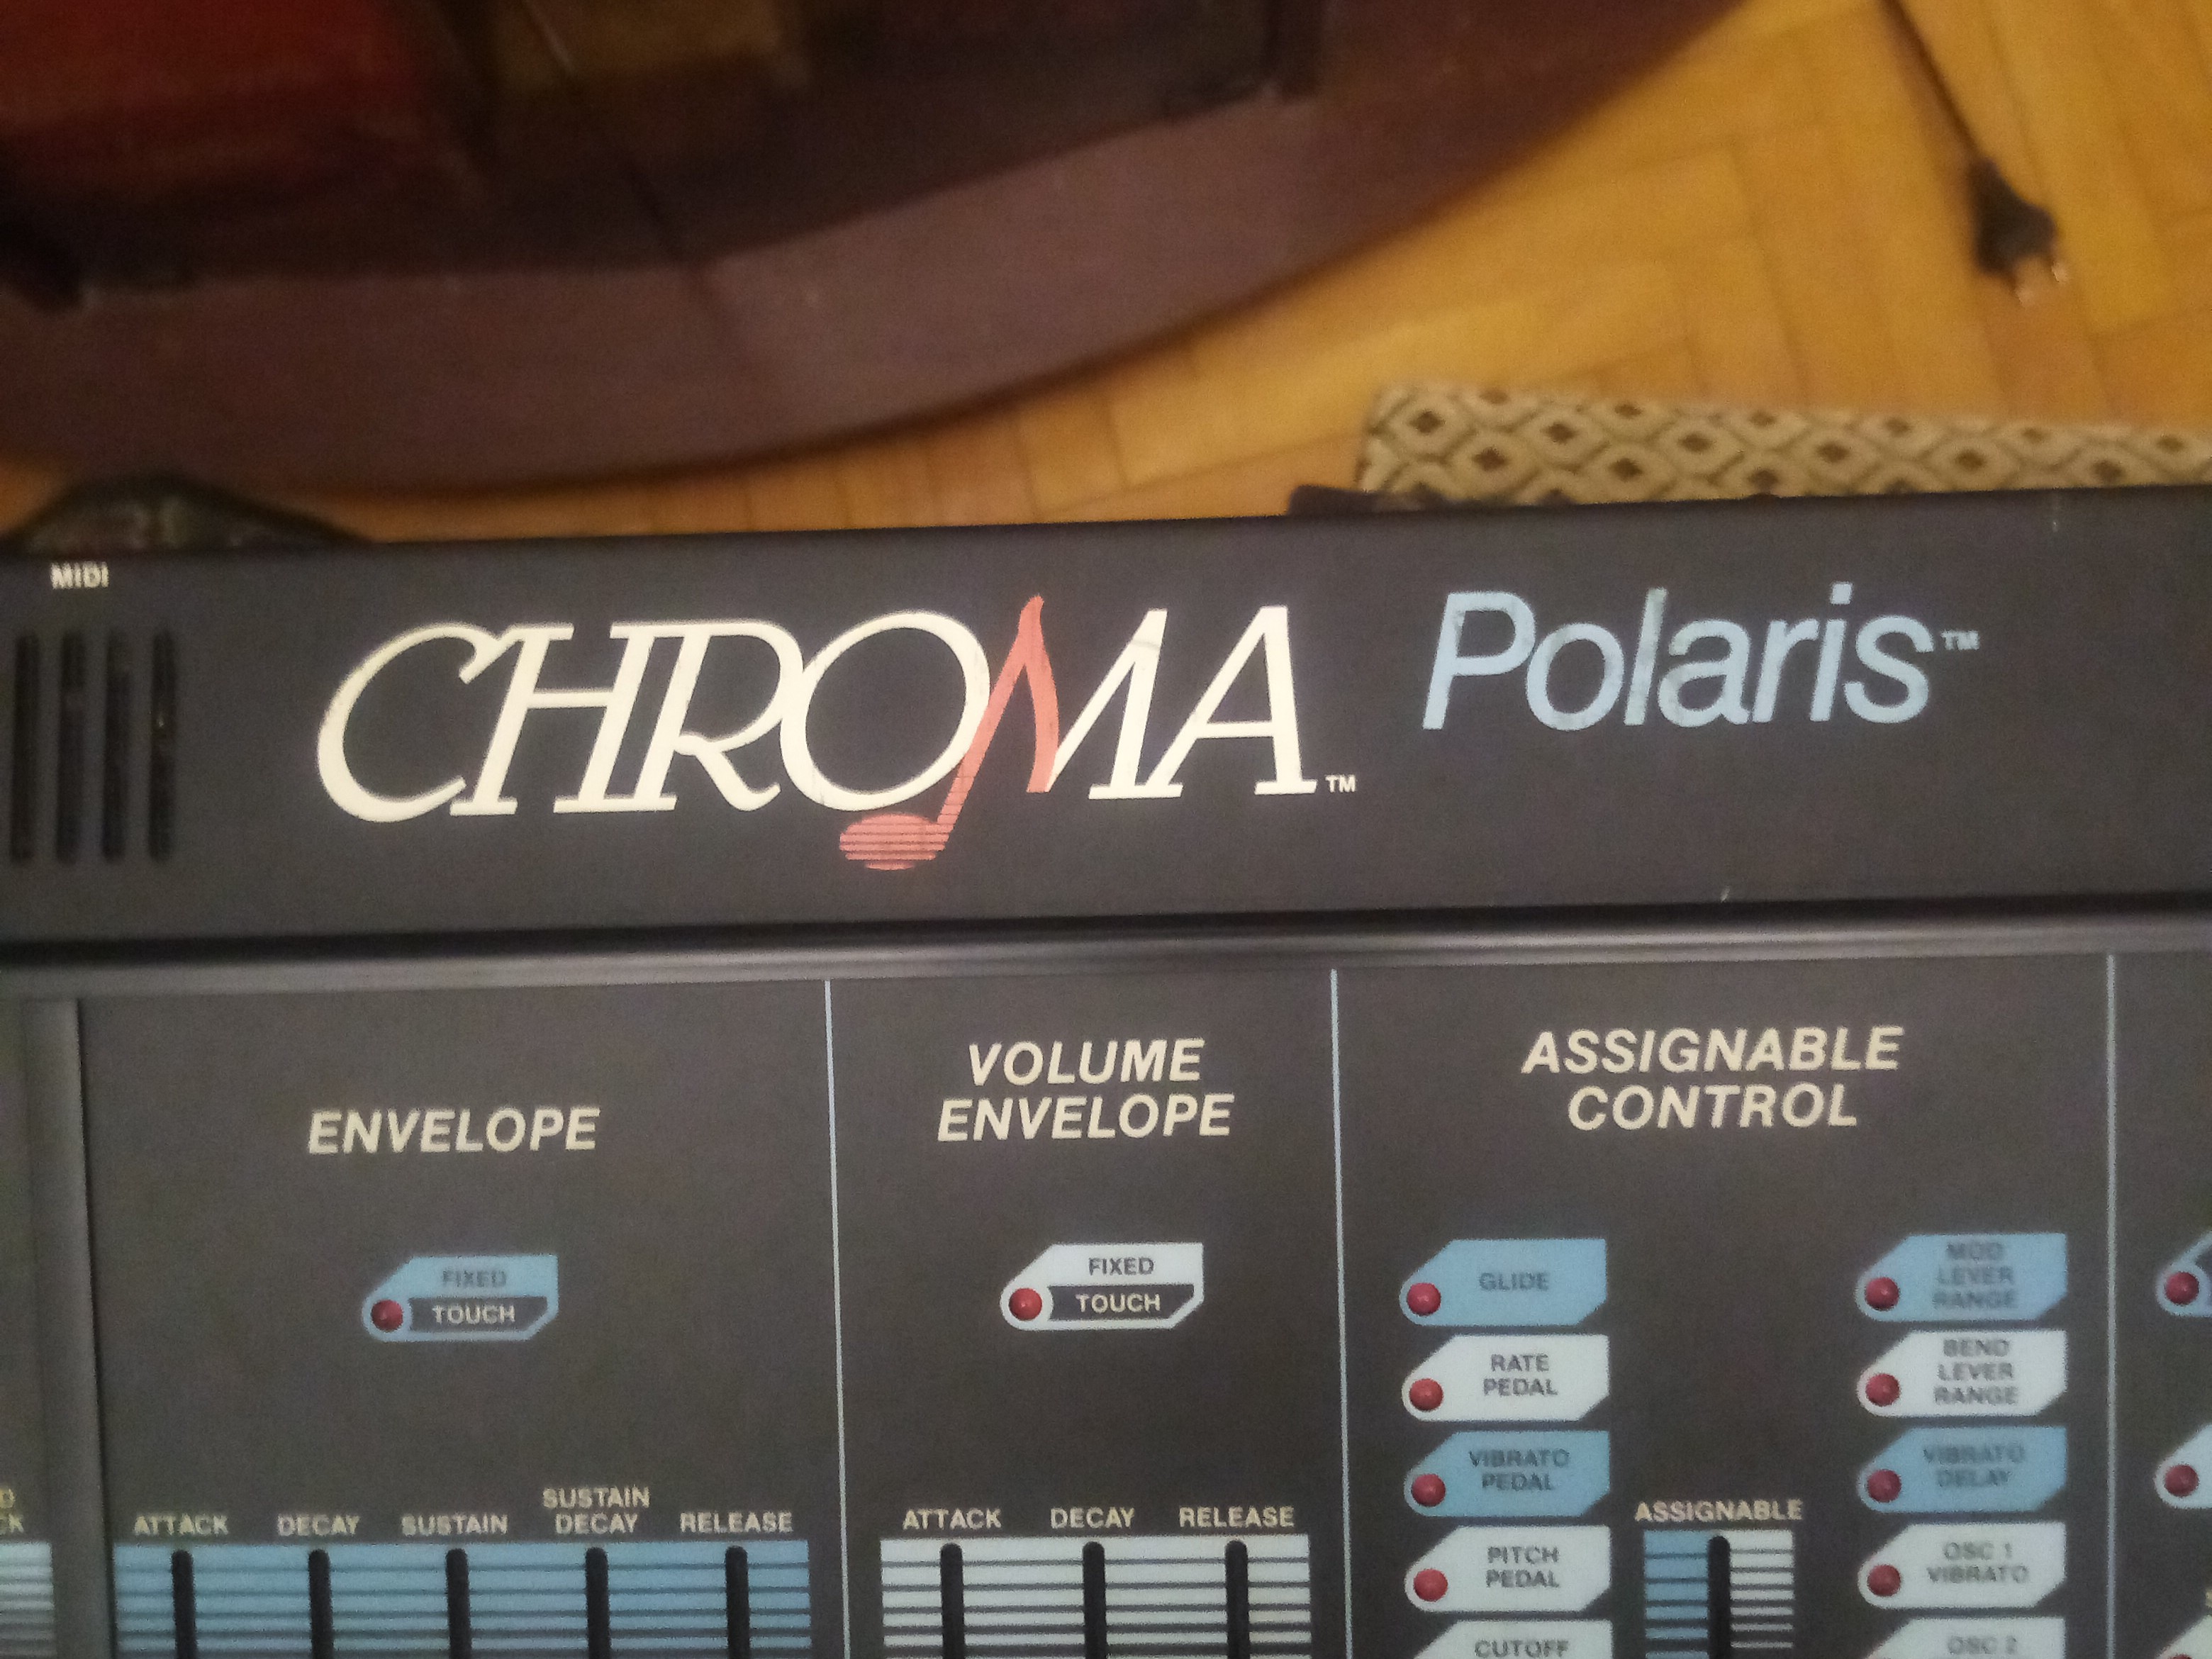 MIDI
CHROMA™ Polaris™
ENVELOPE
FIXED
TOUCH
ATTACK
DECAY
SUSTAIN
SUSTAIN
DECAY
RELEASE
VOLUME
ENVELOPE
FIXED
TOUCH
ATTACK
DECAY
RELEASE
ASSIGNABLE
CONTROL
GLIDE
RATE
PEDAL
VIBRATO
PEDAL
PITCH
PEDAL
CUTOFF
ASSIGNABLE
MOD
LEVER
RANGE
BEND
LEVER
RANGE
VIBRATO
DELAY
OSC 1
VIBRATO
OSC 2